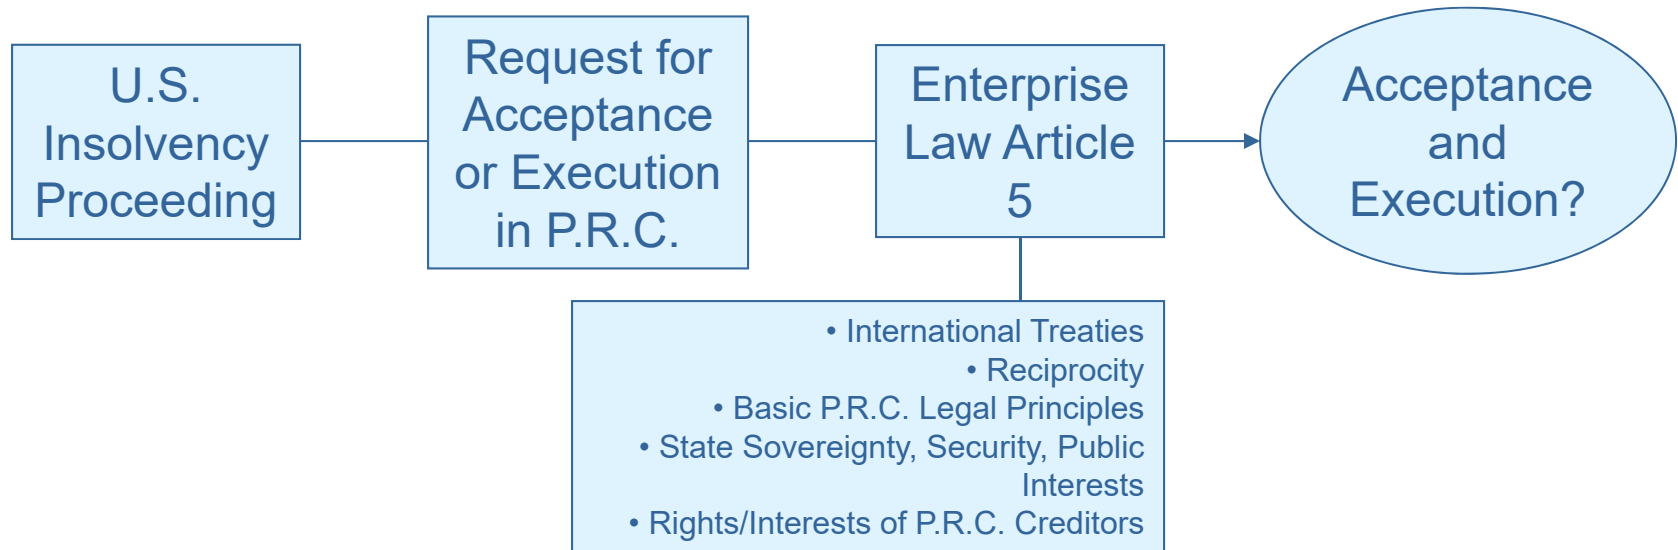 U.S.
Insolvency
Proceeding
Request for
Acceptance
or Execution
in P.R.C.
Enterprise
Law Article
5
Acceptance
and
Execution?
• International Treaties
• Reciprocity
• Basic P.R.C. Legal Principles
• State Sovereignty, Security, Public
Interests
• Rights/Interests of P.R.C. Creditors